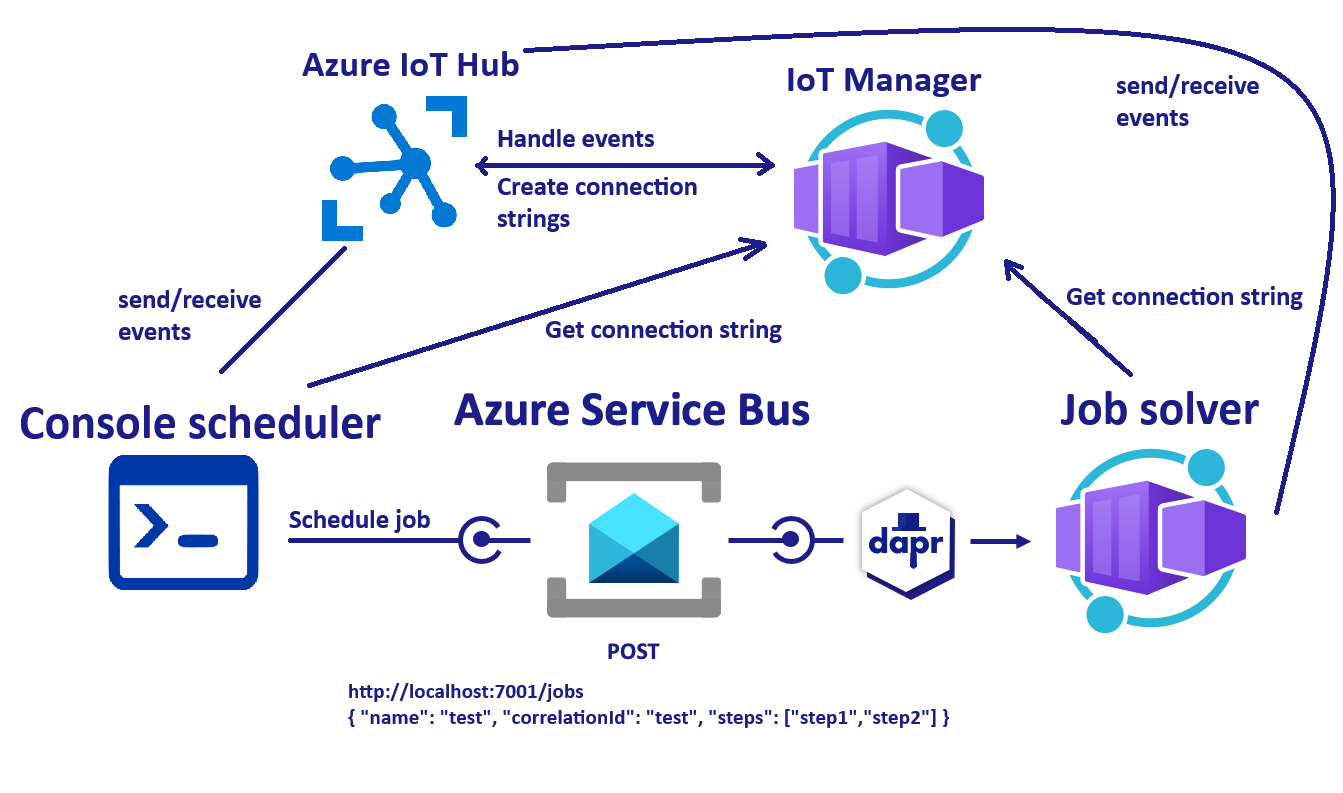 Azure IoT Hub
IoT Manager
send/receive
events
Handle events
Create connection
strings
send/receive
events
Get connection string
Get connection string
Console scheduler
Azure Service Bus
Job solver
Schedule job
dapr
POST
http://localhost:7001/jobs
{ "name": "test", "correlationId": "test", "steps": ["step1","step2"] }